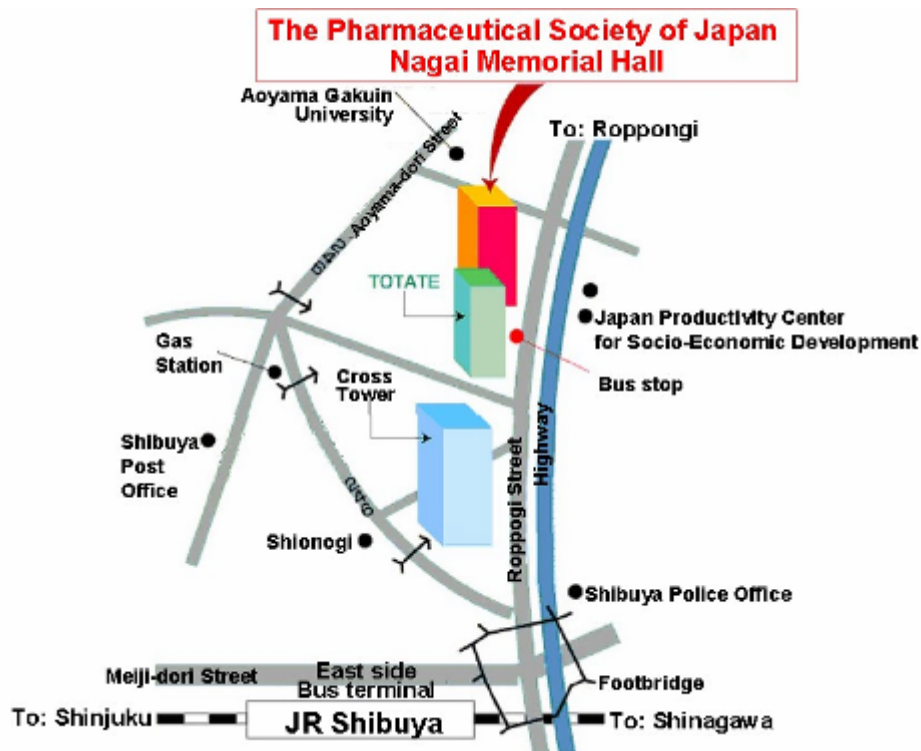 The Pharmaceutical Society of Japan
Nagai Memorial Hall
Aoyama Gakuin
University
To: Roppongi
Aoyama-dori Street
246
TOTATE
Japan Productivity Center
for Socio-Economic Development
Gas
Station
Bus stop
Cross
Tower
Highway
Shibuya
Post
Office
Roppogi Street
246
Shionogi
Shibuya Police Office
Meiji-dori Street
East side
Bus terminal
Footbridge
To: Shinjuku
JR Shibuya
To: Shinagawa